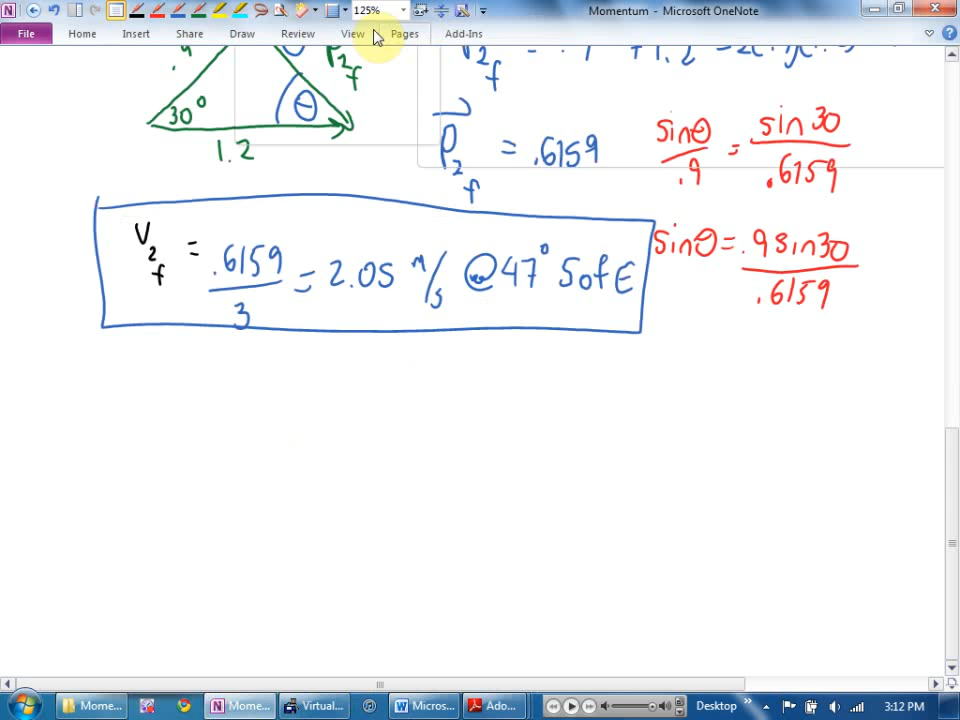 125%
Momentum - Microsoft OneNote
File Home Insert Share Draw Review View Pages Add-Ins
.9
P2f
30°
θ
1.2
P2f = .6159
sinθ/.9 = sin30/.6159
V2f = .6159/3 = 2.05 m/s @ 47° S of E
sinθ = .9sin30/.6159
Mome...
Mome...
Virtual...
Micros...
Ado...
Desktop
3:12 PM